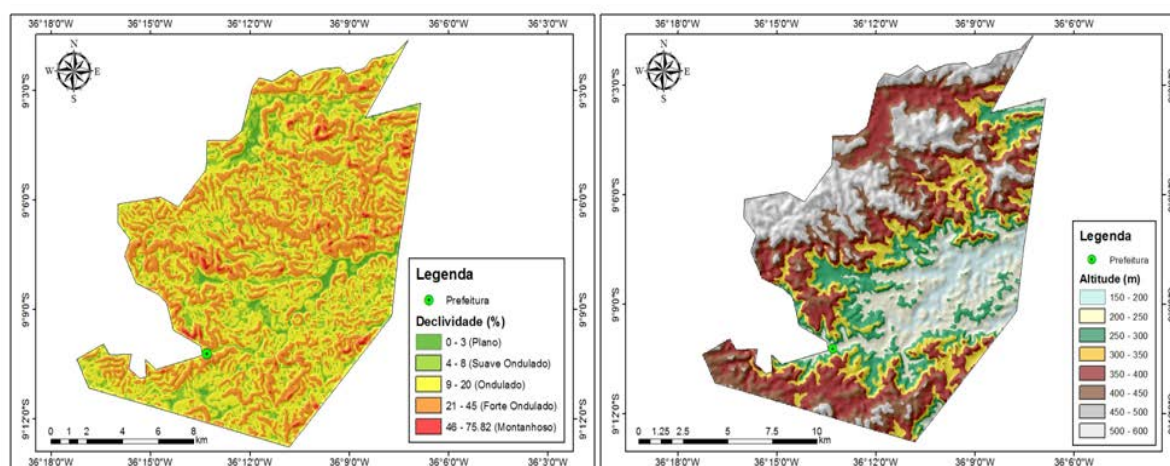 36°18'0"W 36°15'0"W 36°12'0"W 36°9'0"W 36°6'0"W 36°3'0"W
N
W E
S
9°3'0"S
9°6'0"S
9°9'0"S
9°12'0"S
Legenda
Prefeitura
Declividade (%)
0 - 3 (Plano)
4 - 8 (Suave Ondulado)
9 - 20 (Ondulado)
21 - 45 (Forte Ondulado)
46 - 75.82 (Montanhoso)
0 1 2 4 6 8
km
36°18'0"W 36°15'0"W 36°12'0"W 36°9'0"W 36°6'0"W 36°3'0"W
36°18'0"W 36°15'0"W 36°12'0"W 36°9'0"W 36°6'0"W
N
W E
S
Legenda
Prefeitura
Altitude (m)
150 - 200
200 - 250
250 - 300
300 - 350
350 - 400
400 - 450
450 - 500
500 - 600
0 1.25 2.5 5 7.5 10
km
36°18'0"W 36°15'0"W 36°12'0"W 36°9'0"W 36°6'0"W